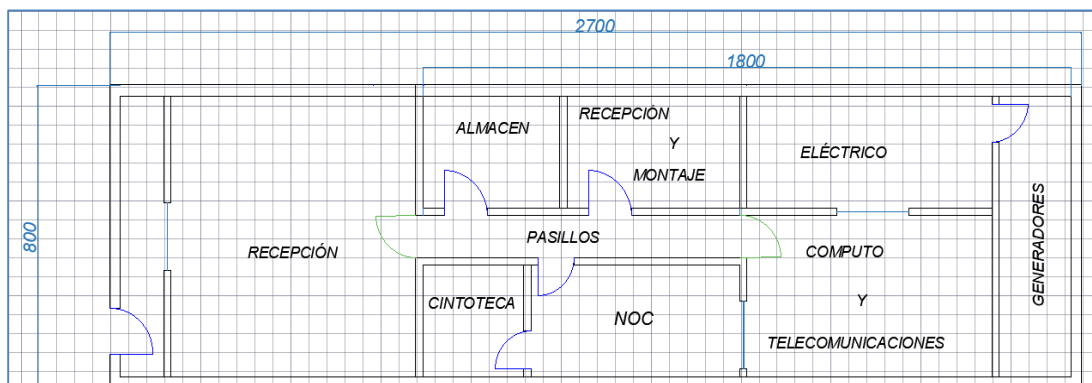 2700
1800
800
ALMACEN
RECEPCIÓN
Y
MONTAJE
ELÉCTRICO
GENERADORES
RECEPCIÓN
PASILLOS
COMPUTO
Y
TELECOMUNICACIONES
CINTOTECA
NOC